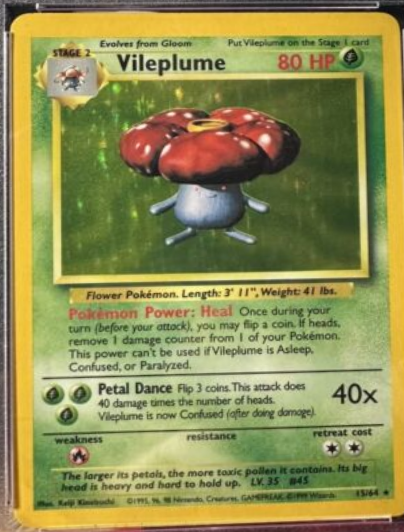 Evolves from Gloom Put Vileplume on the Stage 1 card
STAGE 2 Vileplume 80 HP
Flower Pokémon. Length: 3' 11", Weight: 41 lbs.
Pokémon Power: Heal Once during your
turn (before your attack), you may flip a coin. If heads,
remove 1 damage counter from 1 of your Pokémon.
This power can't be used if Vileplume is Asleep,
Confused, or Paralyzed.
Petal Dance Flip 3 coins. This attack does
40 damage times the number of heads.
Vileplume is now Confused (after doing damage).
40x
weakness resistance retreat cost
The larger its petals, the more toxic pollen it contains. Its big
head is heavy and hard to hold up. LV. 35 #45
Illus. Keiji Kinebuchi ©1995, 96, 98 Nintendo, Creatures, GAMEFREAK. ©1999 Wizards. 15/64 ★